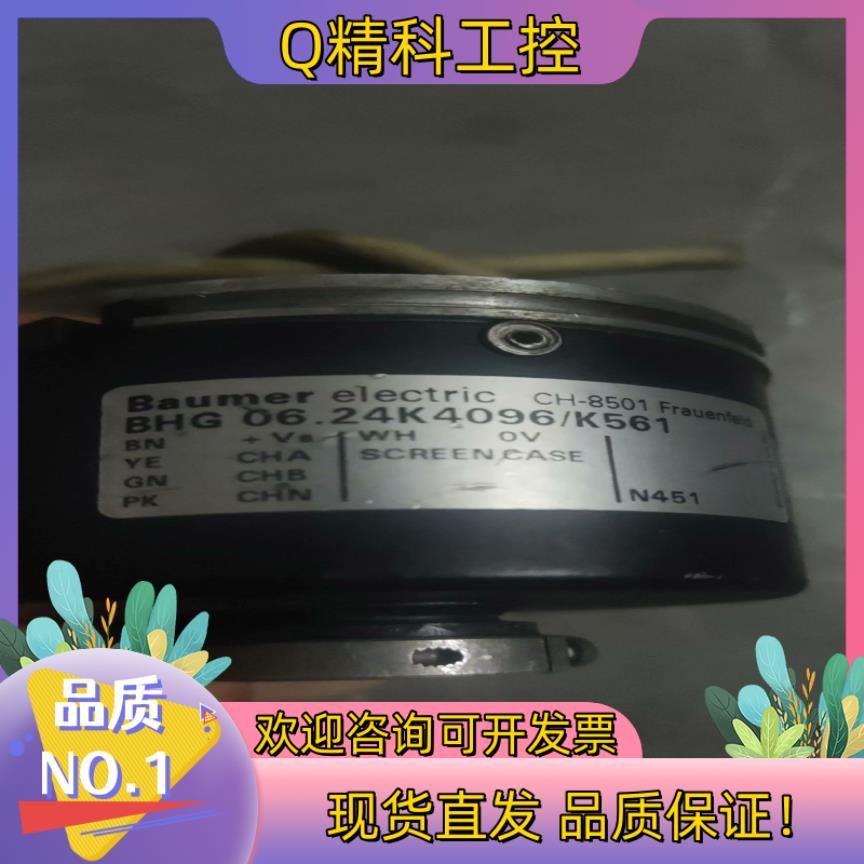 Q精科工控
Baumer electric CH-8501 Frauenfeld
BHG 06.24K4096/K561
BN +Vs WH 0V
YE CHA SCREEN CASE
GN CHB
PK CHN N451
品质
NO.1
欢迎咨询可开发票
现货直发 品质保证!